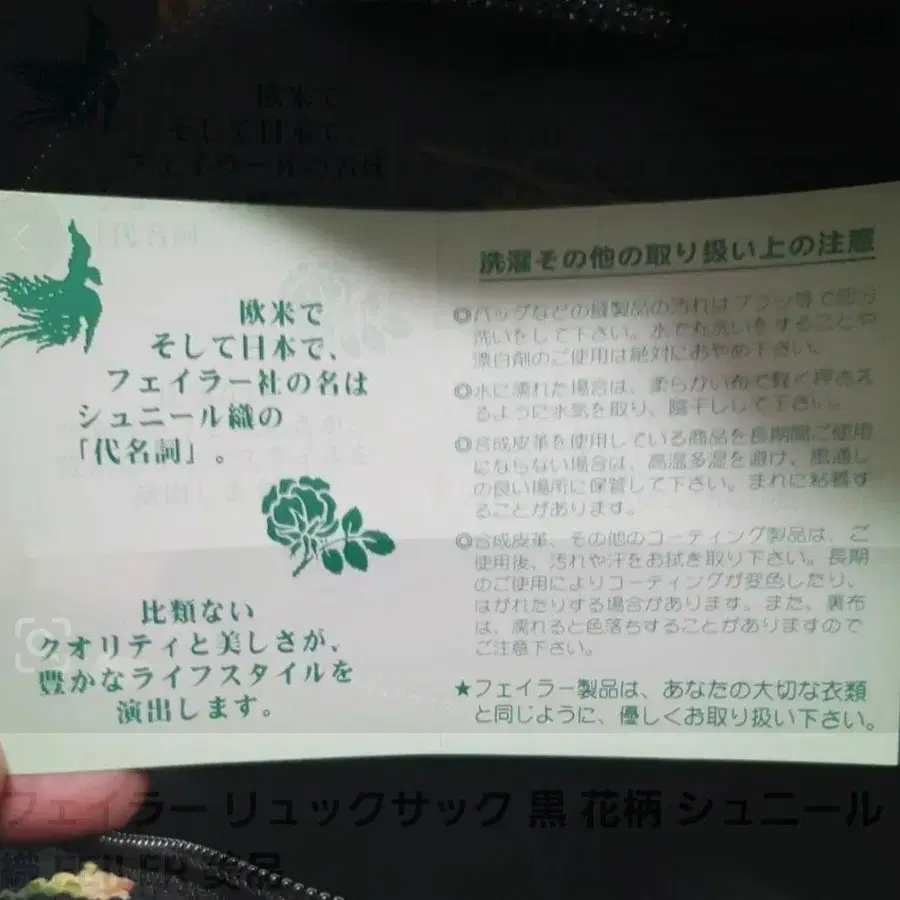 欧米で
そして日本で、
フェイラー社の名は
シュニール織の
「代名詞」。
比類ない
クオリティと美しさが、
豊かなライフスタイルを
演出します。
洗濯その他の取り扱い上の注意
◎バッグなどの縫製品の汚れはブラシ等で部分
洗いをして下さい。水で丸洗いをすることや
漂白剤のご使用は絶対におやめ下さい。
◎水に濡れた場合は、柔らかい布で軽く押さえ
るように水気を取り、陰干しして下さい。
◎合成皮革を使用している商品を長期間ご使用
にならない場合は、高温多湿を避け、風通し
の良い場所に保管して下さい。まれに粘着す
ることがあります。
◎合成皮革、その他のコーティング製品は、ご
使用後、汚れや汗をお拭き取り下さい。長期
のご使用によりコーティングが変色したり、
はがれたりする場合があります。また、裏布
は、濡れると色落ちすることがありますので
ご注意下さい。
★フェイラー製品は、あなたの大切な衣類
と同じように、優しくお取り扱い下さい。
フェイラー リュックサック 黒 花柄 シュニール
織 FEILER 美品